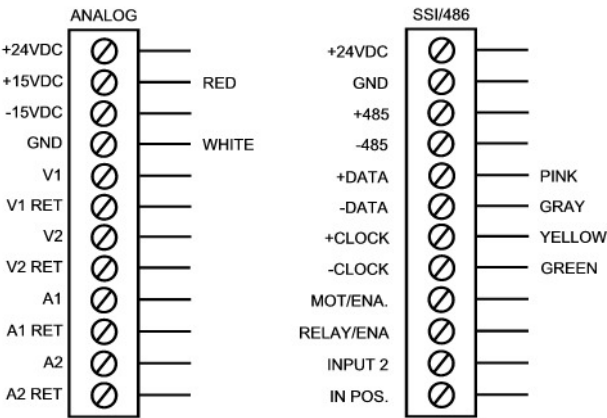 ANALOG
+24VDC
+15VDC RED
-15VDC
GND WHITE
V1
V1 RET
V2
V2 RET
A1
A1 RET
A2
A2 RET
SSI/486
+24VDC
GND
+485
-485
+DATA PINK
-DATA GRAY
+CLOCK YELLOW
-CLOCK GREEN
MOT/ENA.
RELAY/ENA
INPUT 2
IN POS.